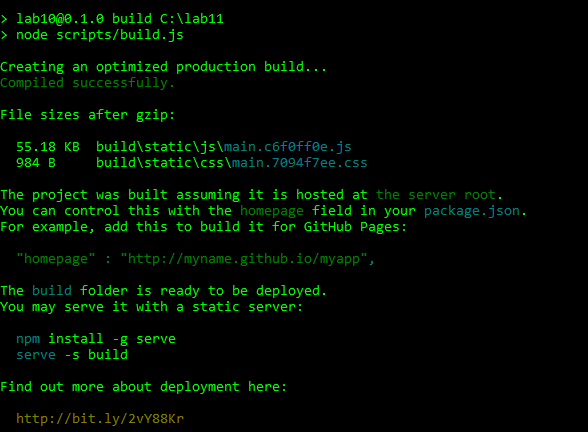 > lab10@0.1.0 build C:\lab11
> node scripts/build.js
Creating an optimized production build...
Compiled successfully.
File sizes after gzip:
55.18 KB  build\static\js\main.c6f0ff0e.js
984 B     build\static\css\main.7094f7ee.css
The project was built assuming it is hosted at the server root.
You can control this with the homepage field in your package.json.
For example, add this to build it for GitHub Pages:
"homepage" : "http://myname.github.io/myapp",
The build folder is ready to be deployed.
You may serve it with a static server:
npm install -g serve
serve -s build
Find out more about deployment here:
http://bit.ly/2vY88Kr